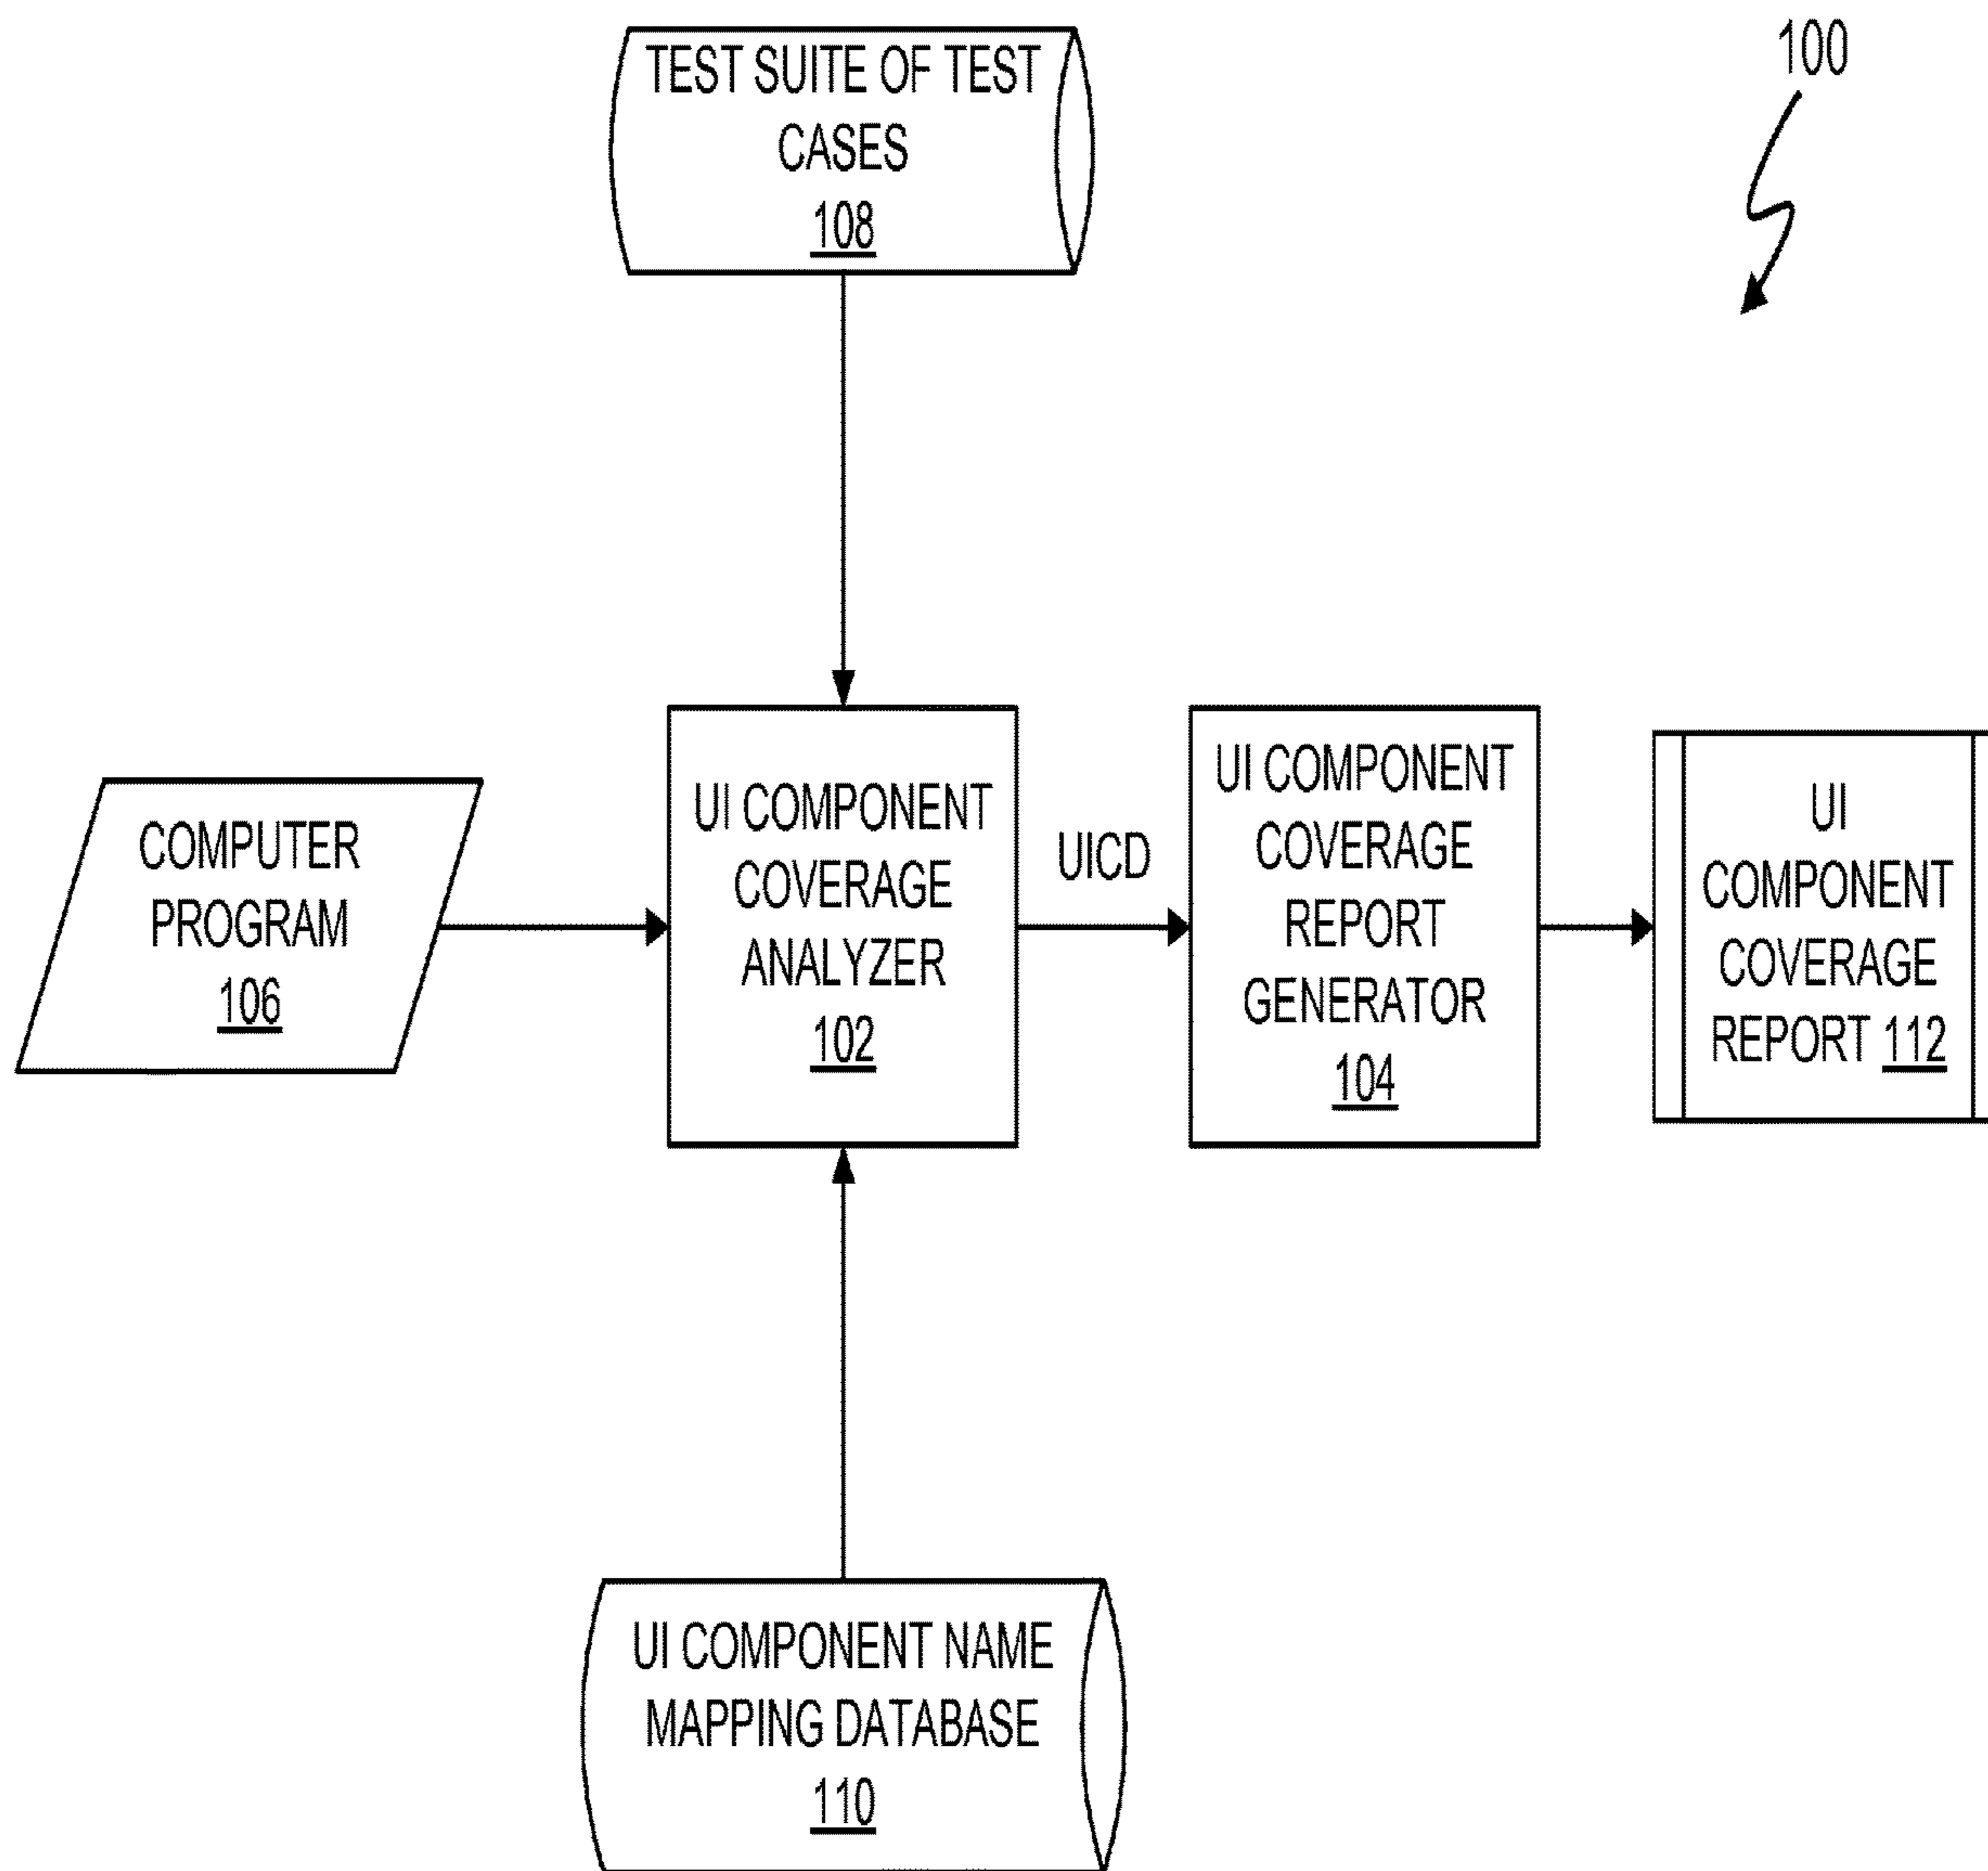 100
TEST SUITE OF TEST
CASES
108
COMPUTER
PROGRAM
106
UI COMPONENT
COVERAGE
ANALYZER
102
UICD
UI COMPONENT
COVERAGE
REPORT
GENERATOR
104
UI
COMPONENT
COVERAGE
REPORT 112
UI COMPONENT NAME
MAPPING DATABASE
110